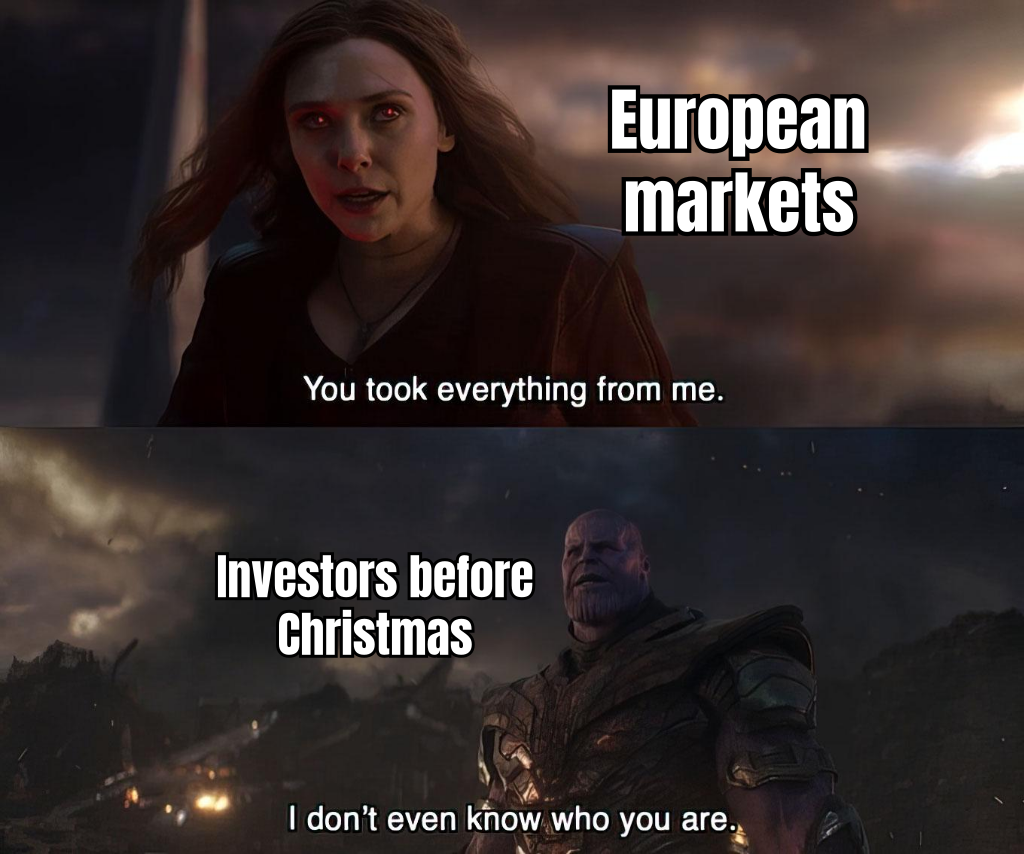 European
markets
You took everything from me.
Investors before
Christmas
I don't even know who you are.